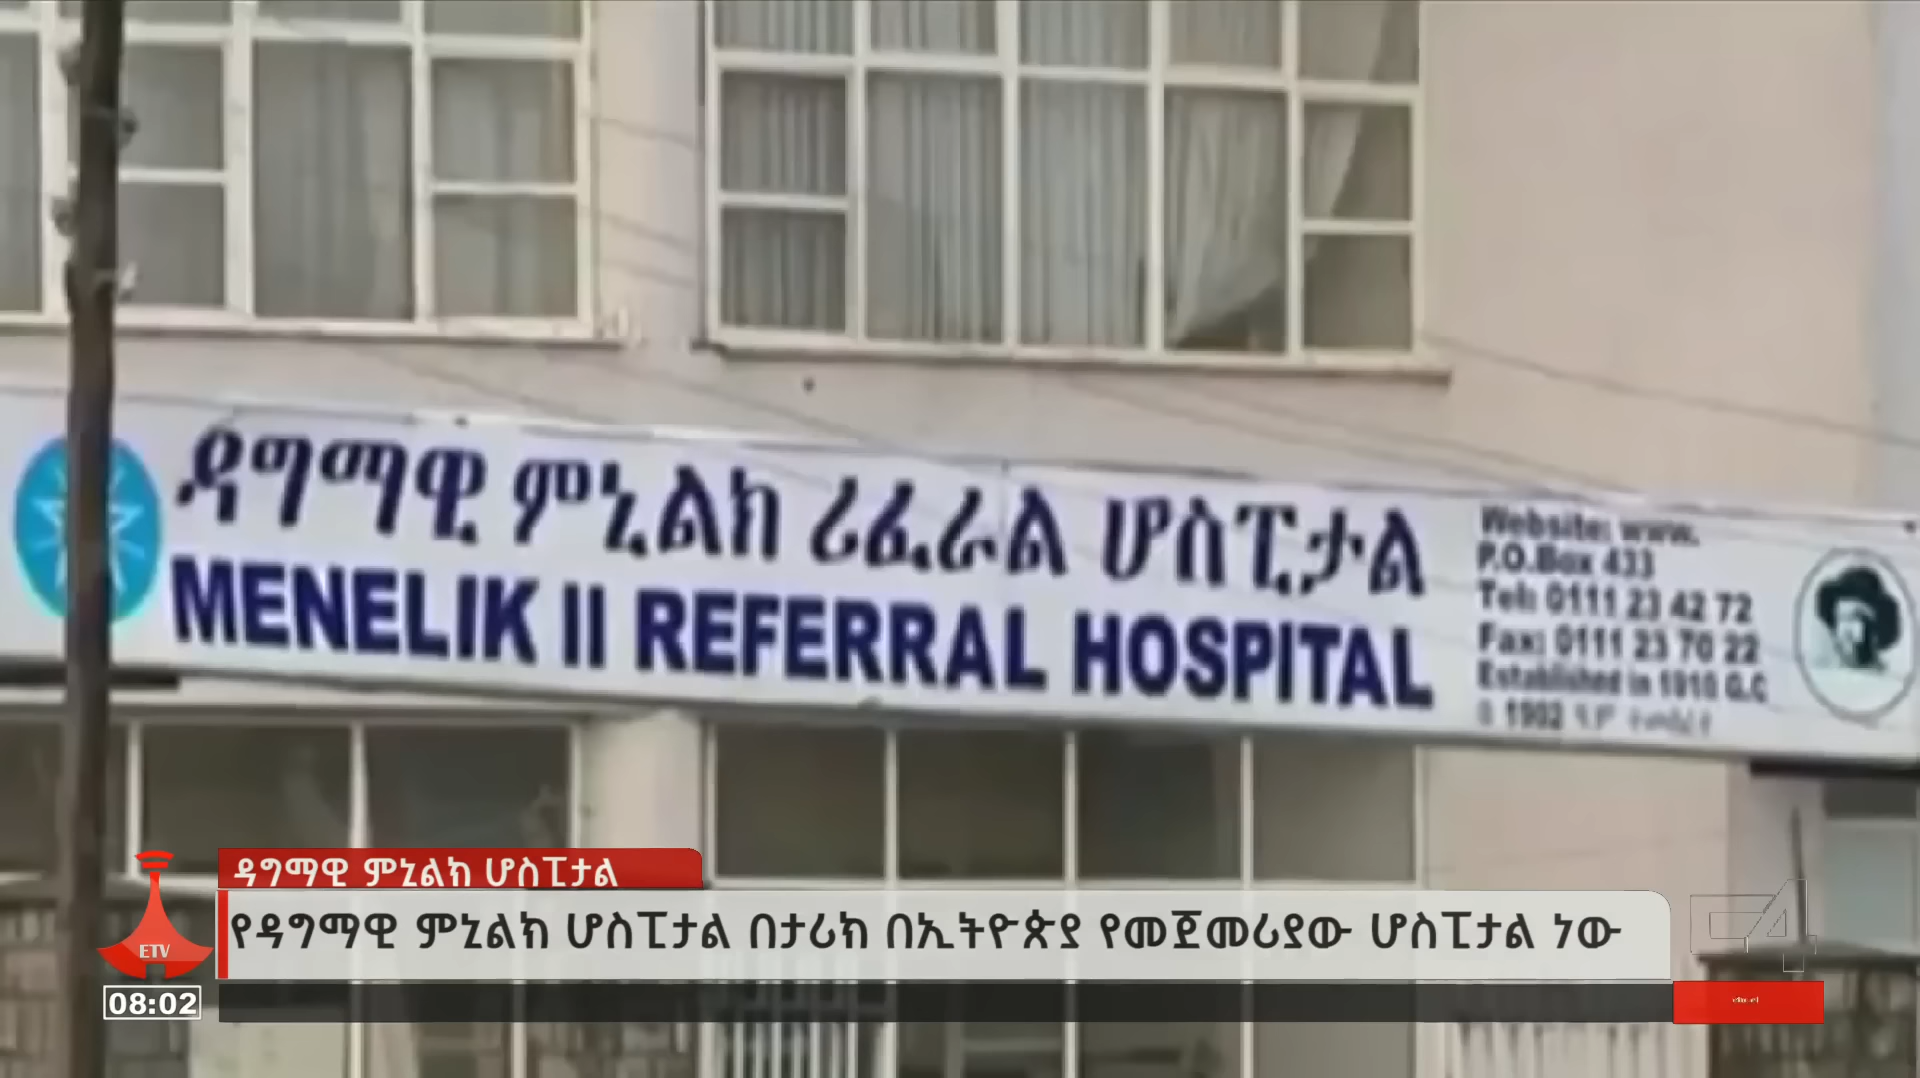 ዳግማዊ ምኒልክ ሪፈራል ሆስፒታል
MENELIK II REFERRAL HOSPITAL
Website: www.
P.O.Box 433
Tel: 0111 23 42 72
Fax: 0111 23 70 22
Established in 1910 G.C
1902
ዳግማዊ ምኒልክ ሆስፒታል
የዳግማዊ ምኒልክ ሆስፒታል በታሪክ በኢትዮጵያ የመጀመሪያው ሆስፒታል ነው
ETV
08:02